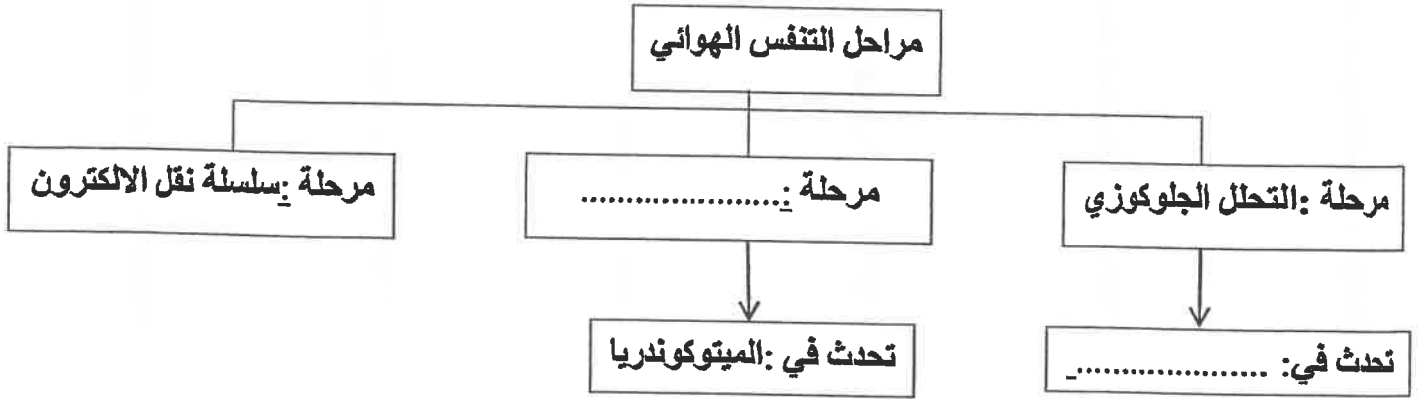 مراحل التنفس الهوائي
مرحلة :التحلل الجلوكوزي
مرحلة :......................
مرحلة :سلسلة نقل الالكترون
تحدث في: ......................
تحدث في :الميتوكوندريا